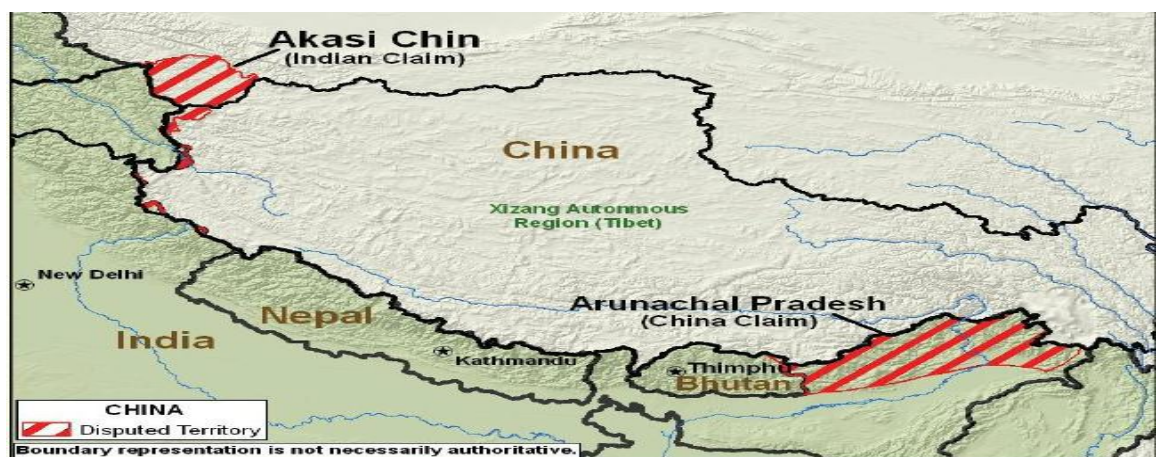 Akasi Chin
(Indian Claim)
China
Xizang Autonmous
Region (Tibet)
New Delhi
Arunachal Pradesh
(China Claim)
Nepal
India
Kathmandu
Thimphu
Bhutan
CHINA
Disputed Territory
Boundary representation is not necessarily authoritative.